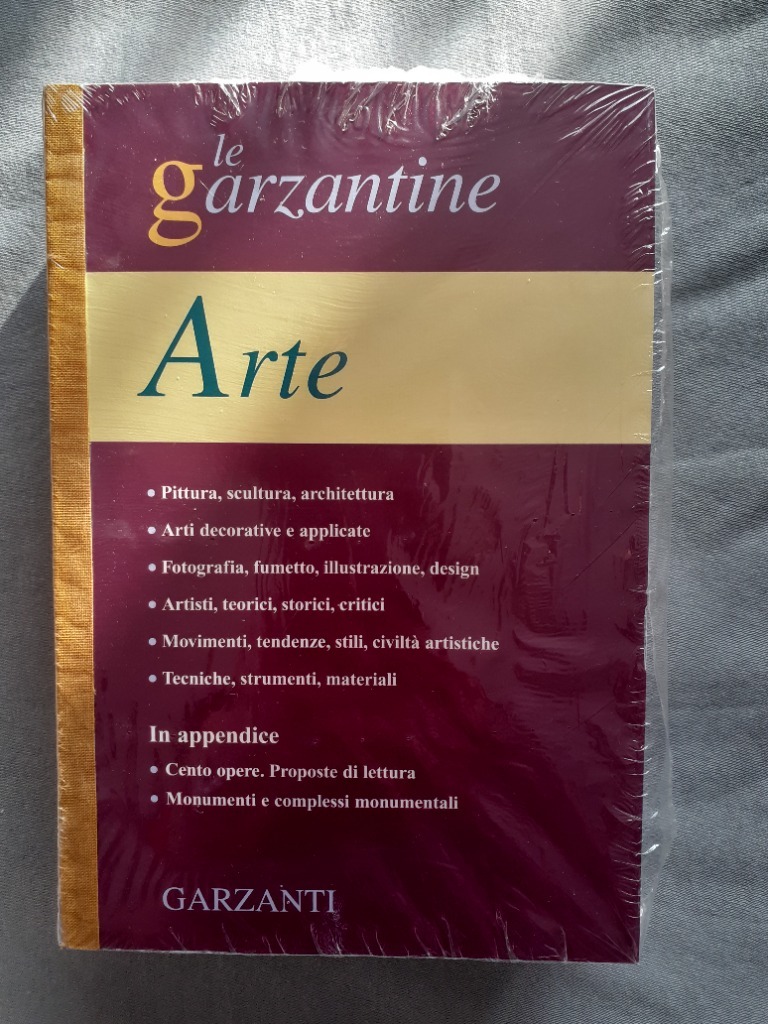 le
garzantine
Arte
• Pittura, scultura, architettura
• Arti decorative e applicate
• Fotografia, fumetto, illustrazione, design
• Artisti, teorici, storici, critici
• Movimenti, tendenze, stili, civiltà artistiche
• Tecniche, strumenti, materiali
In appendice
• Cento opere. Proposte di lettura
• Monumenti e complessi monumentali
GARZANTI